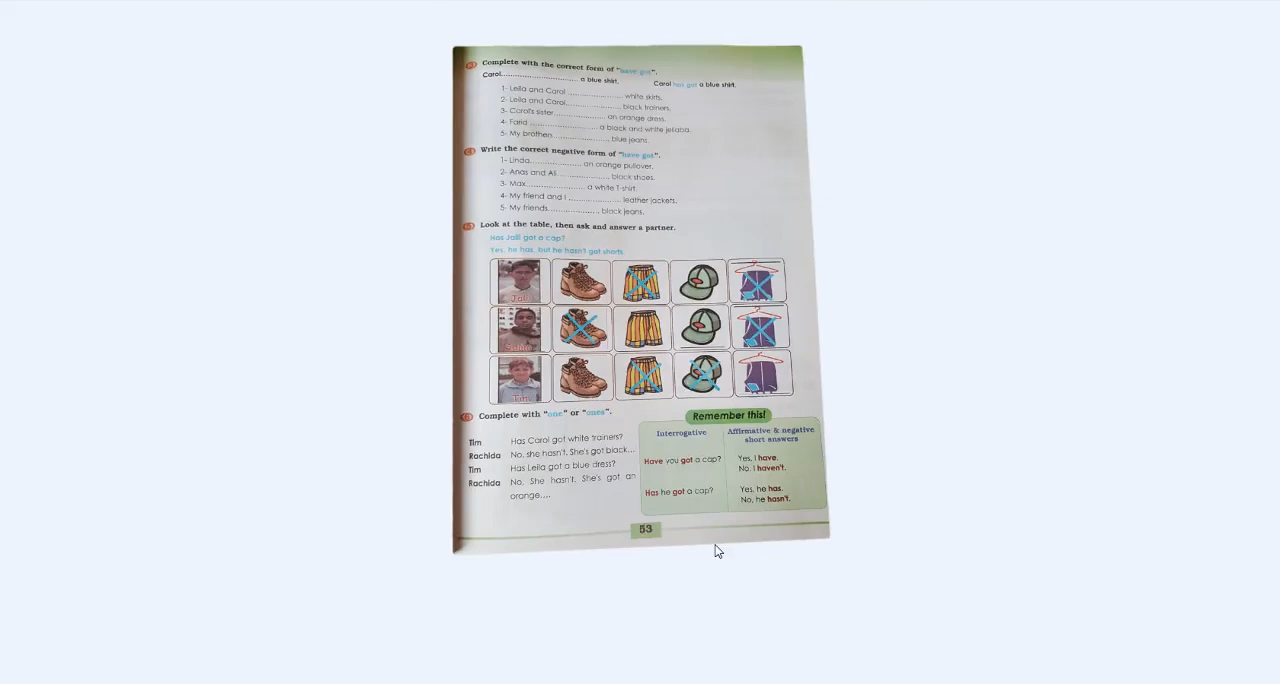 Complete with the correct form of "have got".
Carol............................ a blue shirt. Carol has got a blue shirt.
1- Leila and Carol .................... white skirts.
2- Leila and Carol.................... black trainers.
3- Carol's sister................... an orange dress.
4- Farid ......................... a black and white jellaba.
5- My brothers..................... blue jeans.
Write the correct negative form of "have got".
1- Linda................... an orange pullover.
2- Anas and Ali.................... black shoes.
3- Max...................... a white T-shirt.
4- My friend and I .................... leather jackets.
5- My friends................... black jeans.
Look at the table, then ask and answer a partner.
Has Jalil got a cap?
Yes, he has, but he hasn't got shorts.
Tim
Complete with "one" or "ones".
Tim Has Carol got white trainers?
Rachida No, she hasn't. She's got black...
Tim Has Leila got a blue dress?
Rachida No, She hasn't. She's got an
orange....
Remember this!
Interrogative Affirmative & negative
short answers
Have you got a cap? Yes, I have.
No, I haven't.
Has he got a cap? Yes, he has.
No, he hasn't.
53